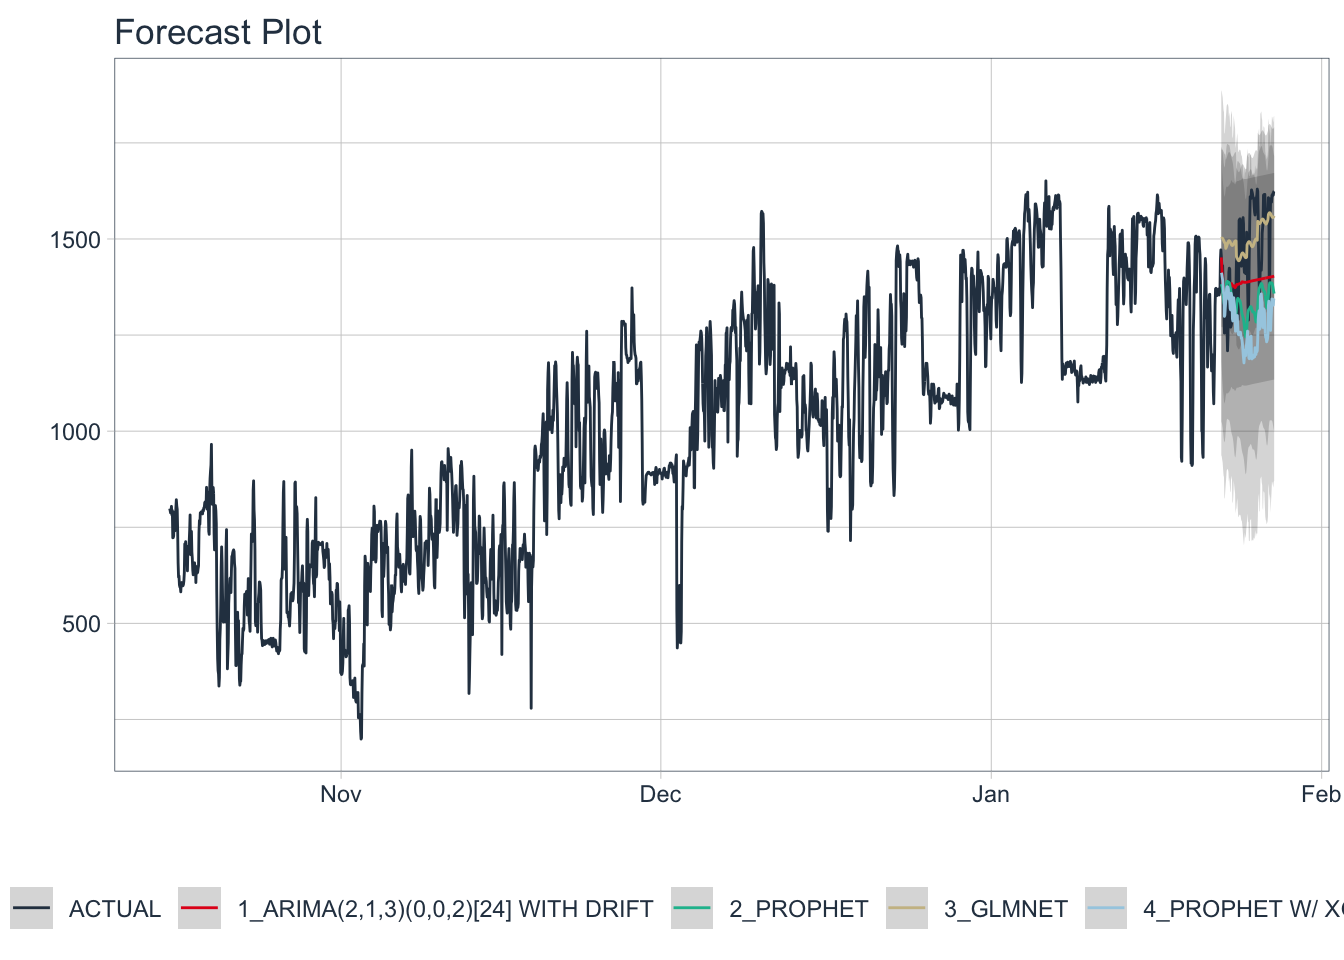 Forecast Plot
1500
1000
500
Nov Dec Jan Feb
ACTUAL 1_ARIMA(2,1,3)(0,0,2)[24] WITH DRIFT 2_PROPHET 3_GLMNET 4_PROPHET W/